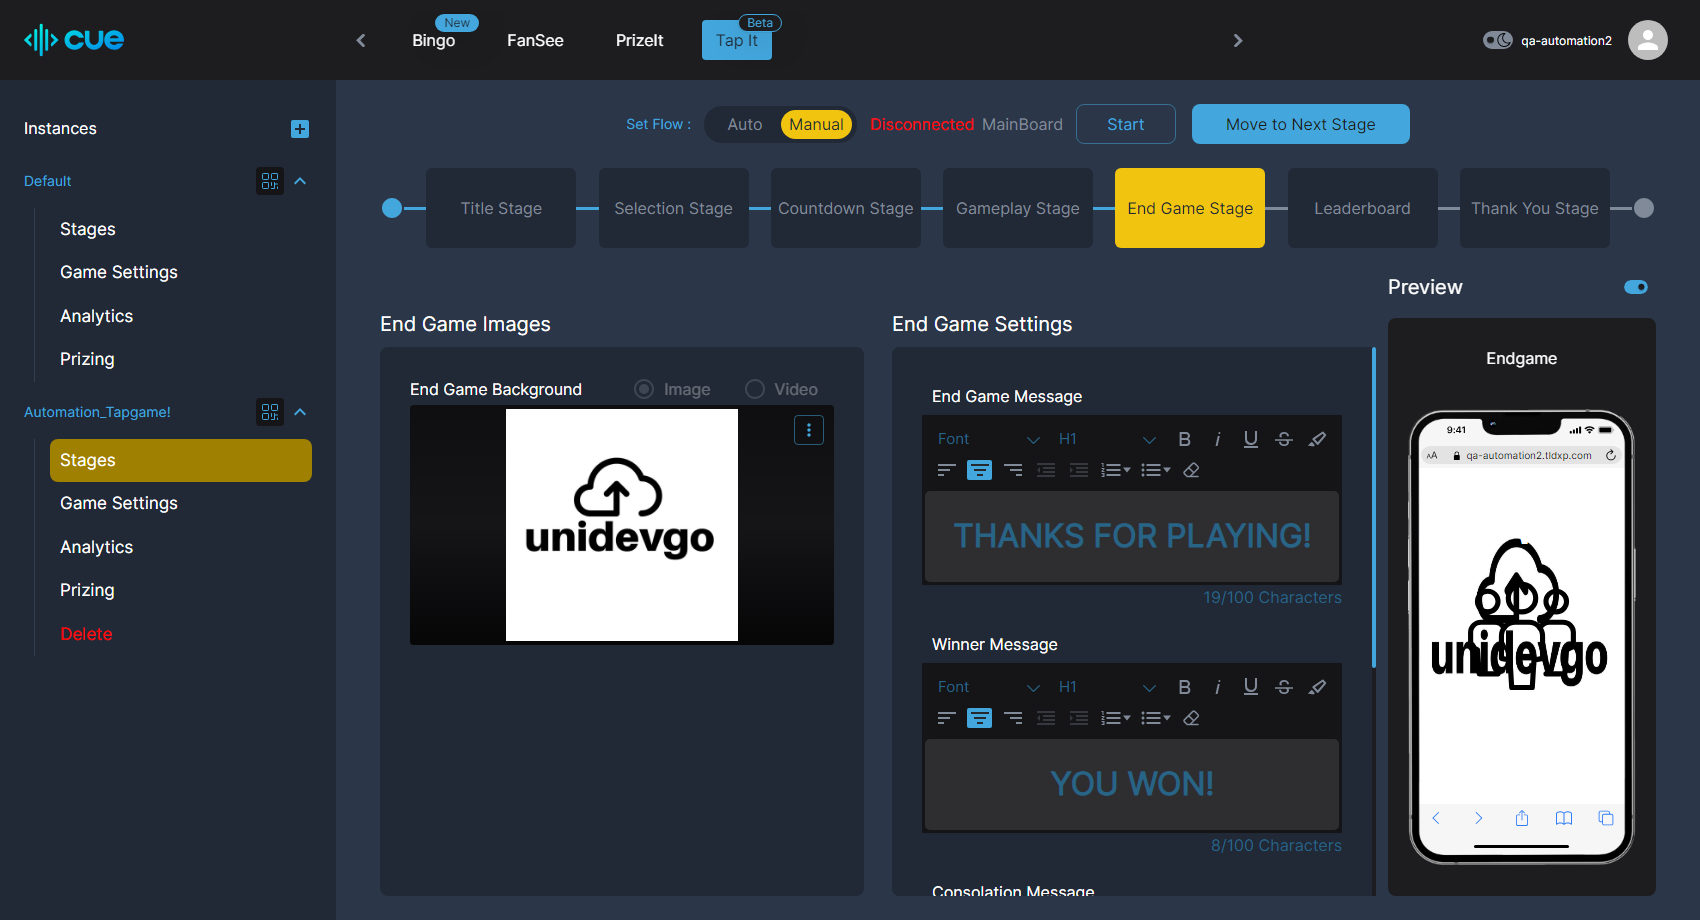 cue
Bingo
New
FanSee
PrizeIt
Tap It
Beta
qa-automation2
Instances
Default
Stages
Game Settings
Analytics
Prizing
Automation_Tapgame!
Stages
Game Settings
Analytics
Prizing
Delete
Set Flow :
Auto
Manual
Disconnected MainBoard
Start
Move to Next Stage
Title Stage
Selection Stage
Countdown Stage
Gameplay Stage
End Game Stage
Leaderboard
Thank You Stage
End Game Images
End Game Background
Image
Video
unidevgo
End Game Settings
End Game Message
Font
H1
B i U S
THANKS FOR PLAYING!
19/100 Characters
Winner Message
Font
H1
B i U S
YOU WON!
8/100 Characters
Consolation Message
Preview
Endgame
9:41
AA
qa-automation2.tldxp.com
unidevgo